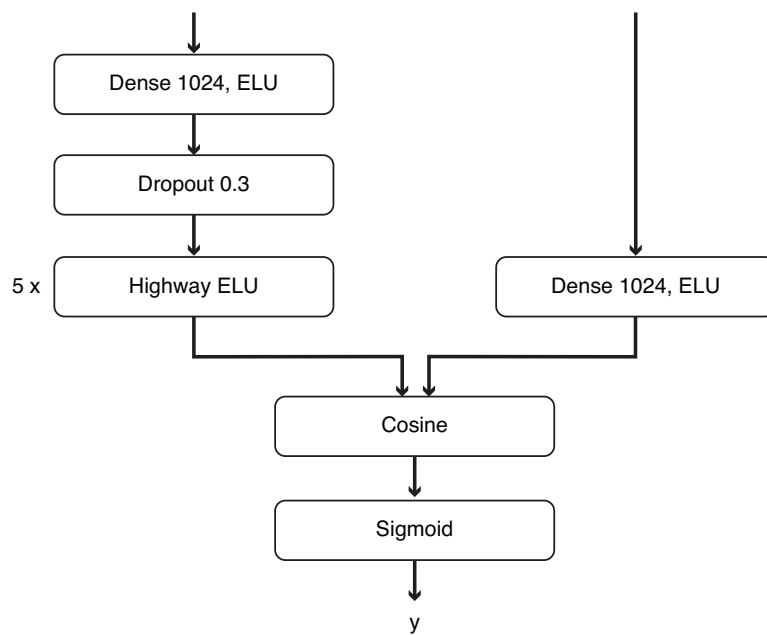 Dense 1024, ELU
Dropout 0.3
5 x
Highway ELU
Dense 1024, ELU
Cosine
Sigmoid
y